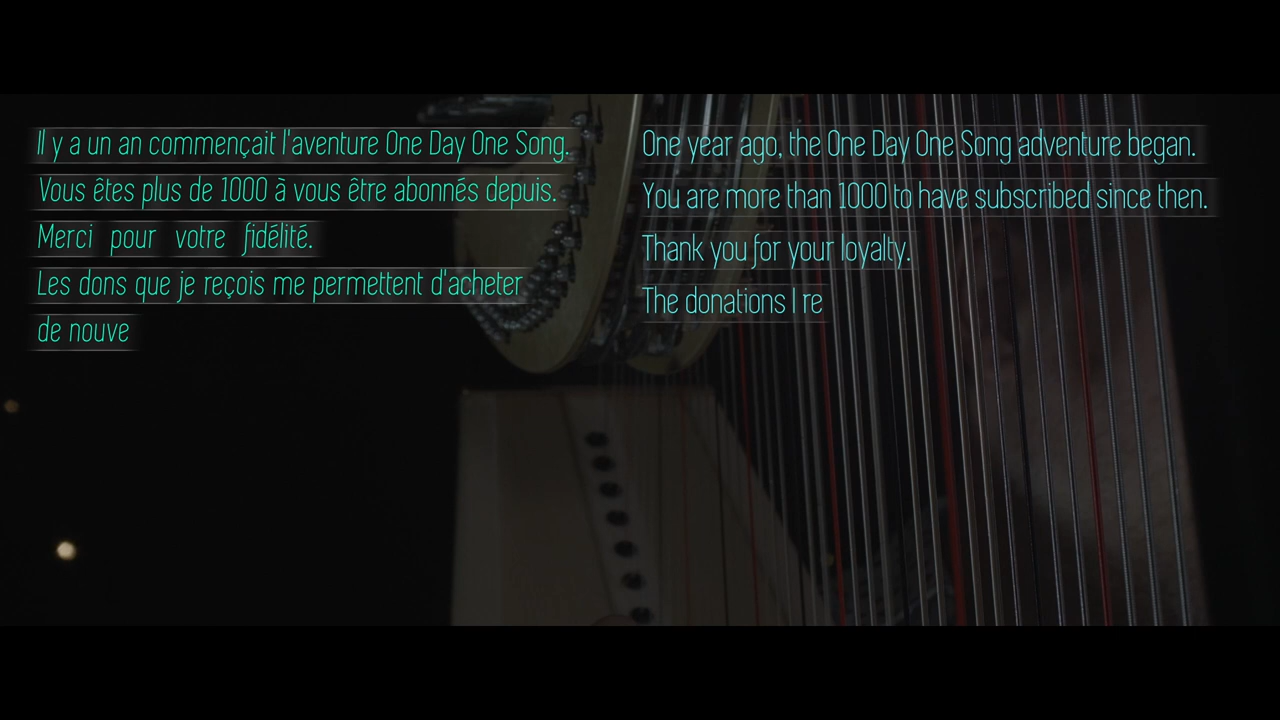 Il y a un an commençait l'aventure One Day One Song.
Vous êtes plus de 1000 à vous être abonnés depuis.
Merci pour votre fidélité.
Les dons que je reçois me permettent d'acheter
de nouve
One year ago, the One Day One Song adventure began.
You are more than 1000 to have subscribed since then.
Thank you for your loyalty.
The donations I re